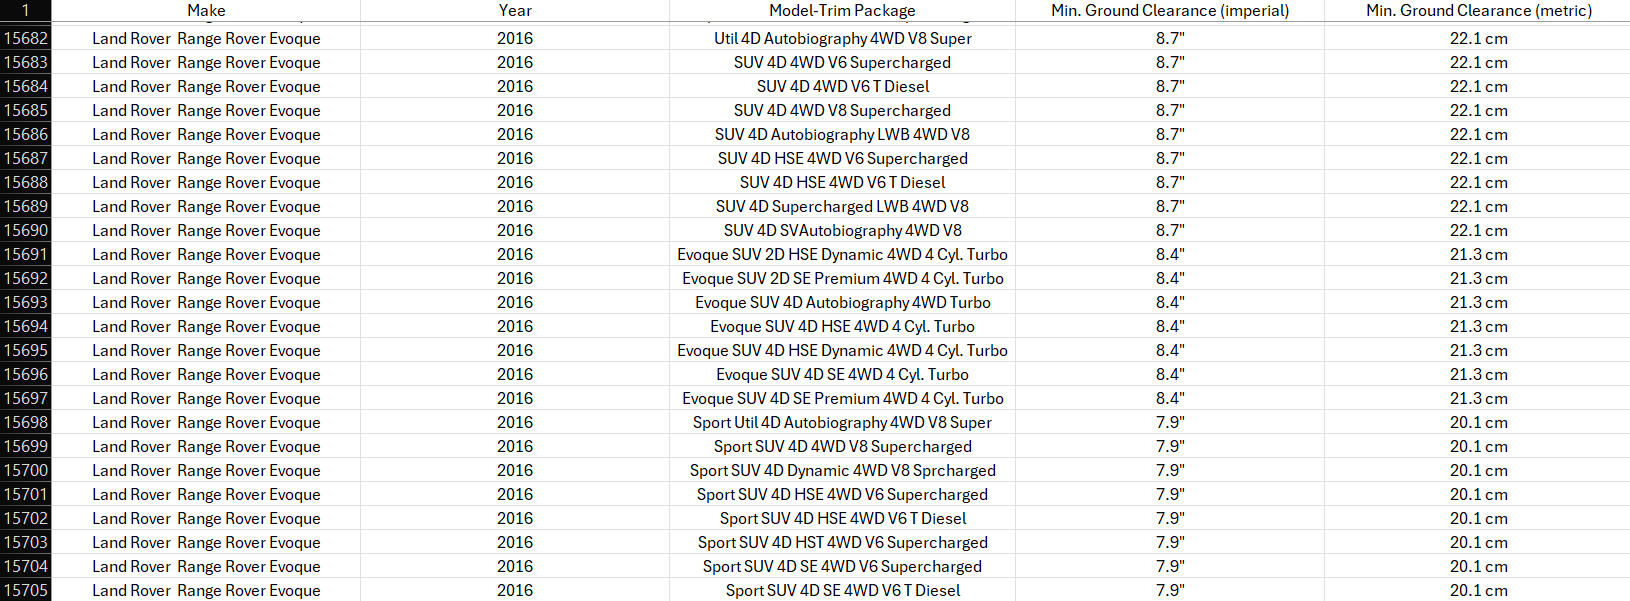 1 Make Year Model-Trim Package Min. Ground Clearance (imperial) Min. Ground Clearance (metric)
15682 Land Rover Range Rover Evoque 2016 Util 4D Autobiography 4WD V8 Super 8.7" 22.1 cm
15683 Land Rover Range Rover Evoque 2016 SUV 4D 4WD V6 Supercharged 8.7" 22.1 cm
15684 Land Rover Range Rover Evoque 2016 SUV 4D 4WD V6 T Diesel 8.7" 22.1 cm
15685 Land Rover Range Rover Evoque 2016 SUV 4D 4WD V8 Supercharged 8.7" 22.1 cm
15686 Land Rover Range Rover Evoque 2016 SUV 4D Autobiography LWB 4WD V8 8.7" 22.1 cm
15687 Land Rover Range Rover Evoque 2016 SUV 4D HSE 4WD V6 Supercharged 8.7" 22.1 cm
15688 Land Rover Range Rover Evoque 2016 SUV 4D HSE 4WD V6 T Diesel 8.7" 22.1 cm
15689 Land Rover Range Rover Evoque 2016 SUV 4D Supercharged LWB 4WD V8 8.7" 22.1 cm
15690 Land Rover Range Rover Evoque 2016 SUV 4D SVAutobiography 4WD V8 8.7" 22.1 cm
15691 Land Rover Range Rover Evoque 2016 Evoque SUV 2D HSE Dynamic 4WD 4 Cyl. Turbo 8.4" 21.3 cm
15692 Land Rover Range Rover Evoque 2016 Evoque SUV 2D SE Premium 4WD 4 Cyl. Turbo 8.4" 21.3 cm
15693 Land Rover Range Rover Evoque 2016 Evoque SUV 4D Autobiography 4WD Turbo 8.4" 21.3 cm
15694 Land Rover Range Rover Evoque 2016 Evoque SUV 4D HSE 4WD 4 Cyl. Turbo 8.4" 21.3 cm
15695 Land Rover Range Rover Evoque 2016 Evoque SUV 4D HSE Dynamic 4WD 4 Cyl. Turbo 8.4" 21.3 cm
15696 Land Rover Range Rover Evoque 2016 Evoque SUV 4D SE 4WD 4 Cyl. Turbo 8.4" 21.3 cm
15697 Land Rover Range Rover Evoque 2016 Evoque SUV 4D SE Premium 4WD 4 Cyl. Turbo 8.4" 21.3 cm
15698 Land Rover Range Rover Evoque 2016 Sport Util 4D Autobiography 4WD V8 Super 7.9" 20.1 cm
15699 Land Rover Range Rover Evoque 2016 Sport SUV 4D 4WD V8 Supercharged 7.9" 20.1 cm
15700 Land Rover Range Rover Evoque 2016 Sport SUV 4D Dynamic 4WD V8 Sprcharged 7.9" 20.1 cm
15701 Land Rover Range Rover Evoque 2016 Sport SUV 4D HSE 4WD V6 Supercharged 7.9" 20.1 cm
15702 Land Rover Range Rover Evoque 2016 Sport SUV 4D HSE 4WD V6 T Diesel 7.9" 20.1 cm
15703 Land Rover Range Rover Evoque 2016 Sport SUV 4D HST 4WD V6 Supercharged 7.9" 20.1 cm
15704 Land Rover Range Rover Evoque 2016 Sport SUV 4D SE 4WD V6 Supercharged 7.9" 20.1 cm
15705 Land Rover Range Rover Evoque 2016 Sport SUV 4D SE 4WD V6 T Diesel 7.9" 20.1 cm